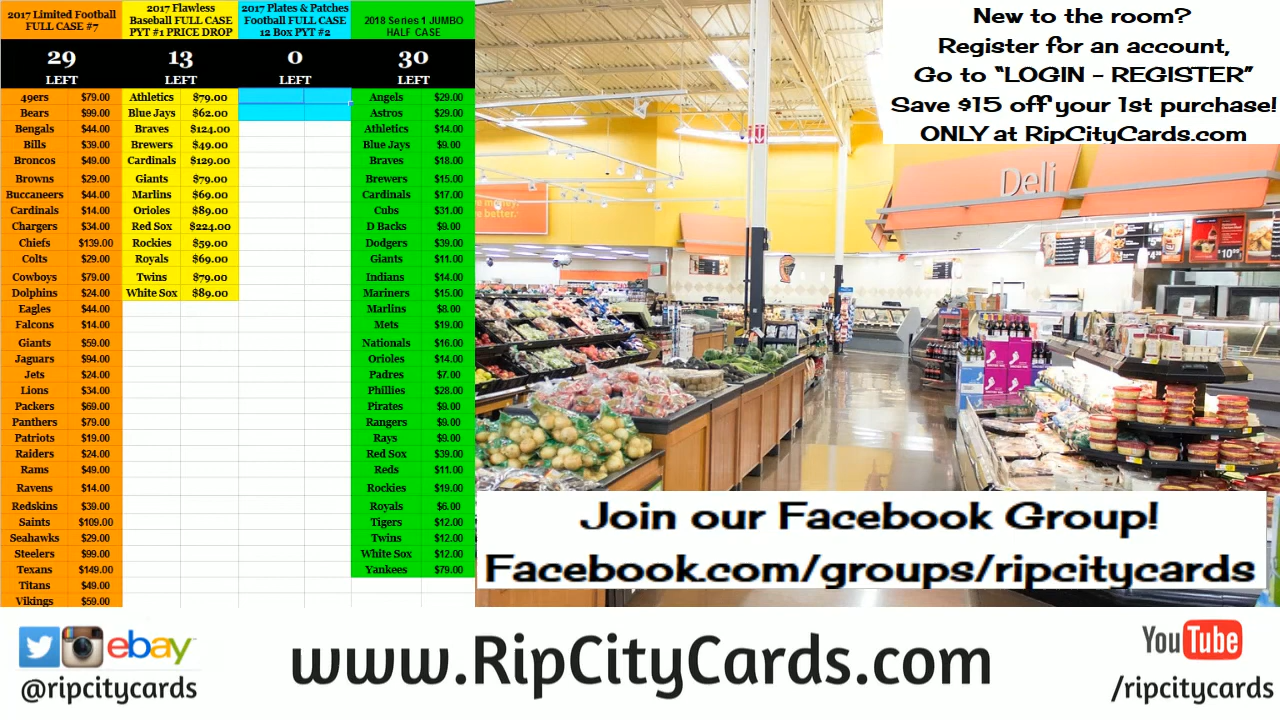 2017 Limited Football
FULL CASE #7
29
LEFT
49ers $79.00
Bears $99.00
Bengals $44.00
Bills $39.00
Broncos $49.00
Browns $29.00
Buccaneers $44.00
Cardinals $14.00
Chargers $34.00
Chiefs $139.00
Colts $29.00
Cowboys $79.00
Dolphins $24.00
Eagles $44.00
Falcons $14.00
Giants $59.00
Jaguars $94.00
Jets $24.00
Lions $34.00
Packers $69.00
Panthers $79.00
Patriots $19.00
Raiders $24.00
Rams $49.00
Ravens $14.00
Redskins $39.00
Saints $109.00
Seahawks $29.00
Steelers $99.00
Texans $149.00
Titans $49.00
Vikings $59.00
2017 Flawless
Baseball FULL CASE
PYT #1 PRICE DROP
13
LEFT
Athletics $79.00
Blue Jays $62.00
Braves $124.00
Brewers $49.00
Cardinals $129.00
Giants $79.00
Marlins $69.00
Orioles $89.00
Red Sox $224.00
Rockies $59.00
Royals $69.00
Twins $79.00
White Sox $89.00
2017 Plates & Patches
Football FULL CASE
12 Box PYT #2
0
LEFT
2018 Series 1 JUMBO
HALF CASE
30
LEFT
Angels $29.00
Astros $29.00
Athletics $14.00
Blue Jays $9.00
Braves $18.00
Brewers $15.00
Cardinals $17.00
Cubs $31.00
D Backs $9.00
Dodgers $39.00
Giants $11.00
Indians $14.00
Mariners $15.00
Marlins $8.00
Mets $19.00
Nationals $16.00
Orioles $14.00
Padres $7.00
Phillies $28.00
Pirates $9.00
Rangers $9.00
Rays $9.00
Red Sox $39.00
Reds $11.00
Rockies $19.00
Royals $6.00
Tigers $12.00
Twins $12.00
White Sox $12.00
Yankees $79.00
New to the room?
Register for an account,
Go to “LOGIN - REGISTER”
Save $15 off your 1st purchase!
ONLY at RipCityCards.com
Deli
better.
Join our Facebook Group!
Facebook.com/groups/ripcitycards
ebay
@ripcitycards
www.RipCityCards.com
YouTube
/ripcitycards